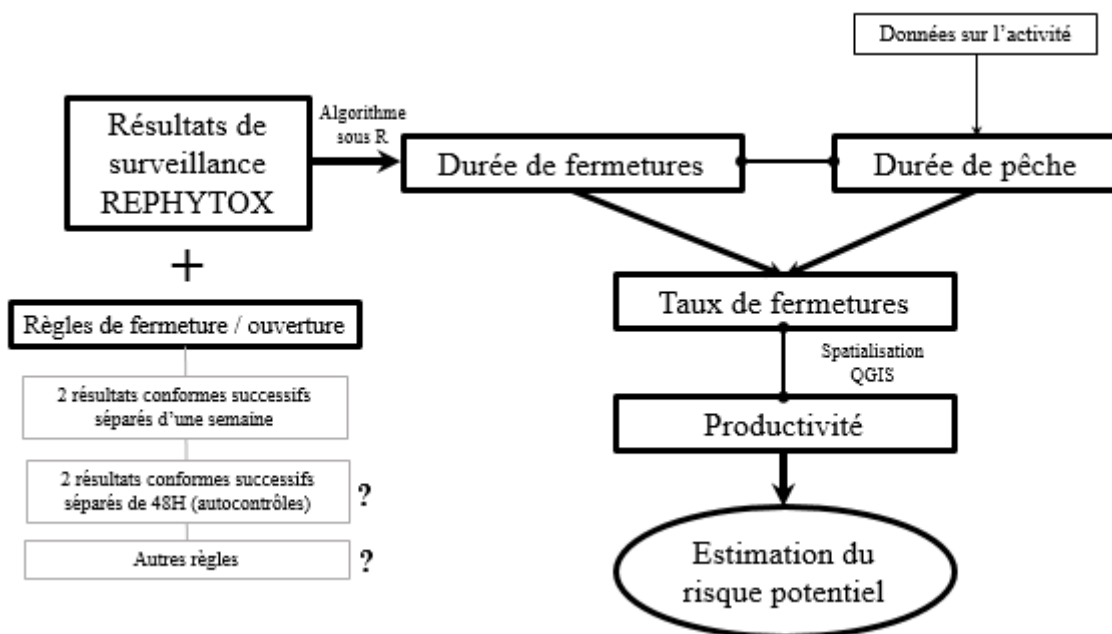 Données sur l'activité
Résultats de
surveillance
REPHYTOX
Algorithme
sous R
Durée de fermetures
Durée de pêche
+
Règles de fermeture / ouverture
Taux de fermetures
Spatialisation
QGIS
2 résultats conformes successifs
séparés d'une semaine
Productivité
2 résultats conformes successifs
séparés de 48H (autocontrôles)
?
Autres règles
?
Estimation du
risque potentiel